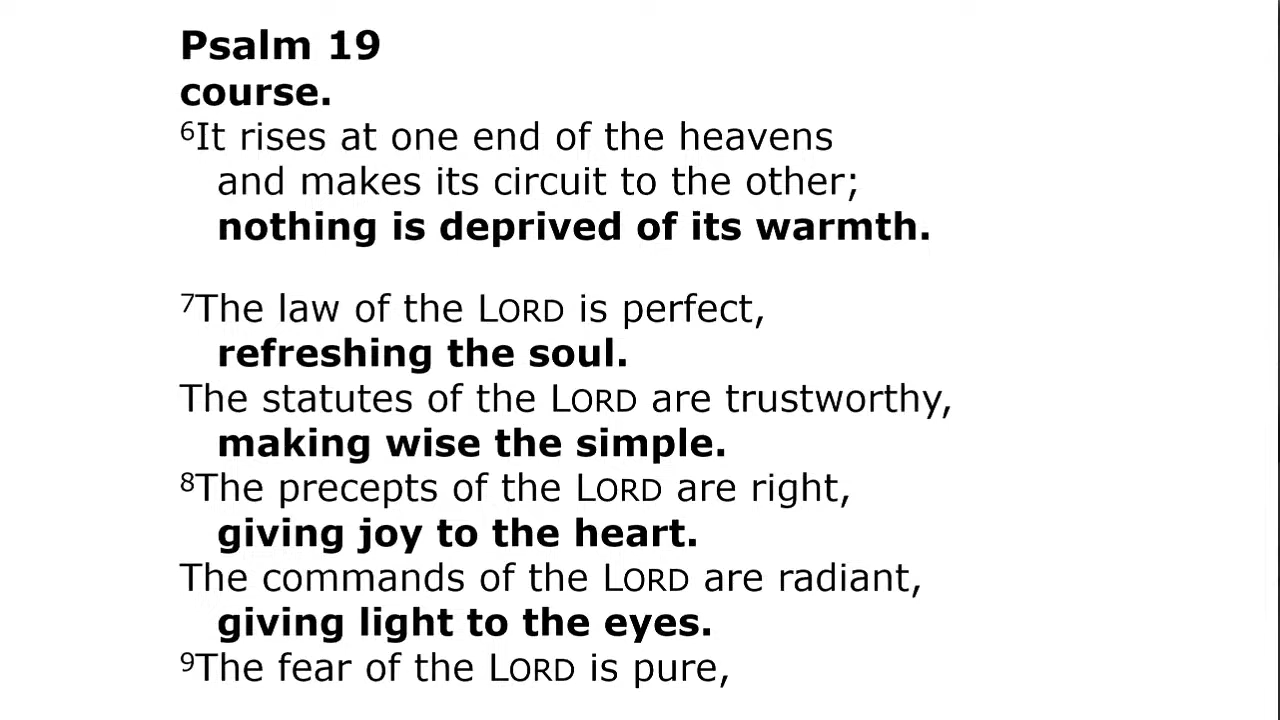 Psalm 19
course.
⁶It rises at one end of the heavens
and makes its circuit to the other;
nothing is deprived of its warmth.
⁷The law of the LORD is perfect,
refreshing the soul.
The statutes of the LORD are trustworthy,
making wise the simple.
⁸The precepts of the LORD are right,
giving joy to the heart.
The commands of the LORD are radiant,
giving light to the eyes.
⁹The fear of the LORD is pure,